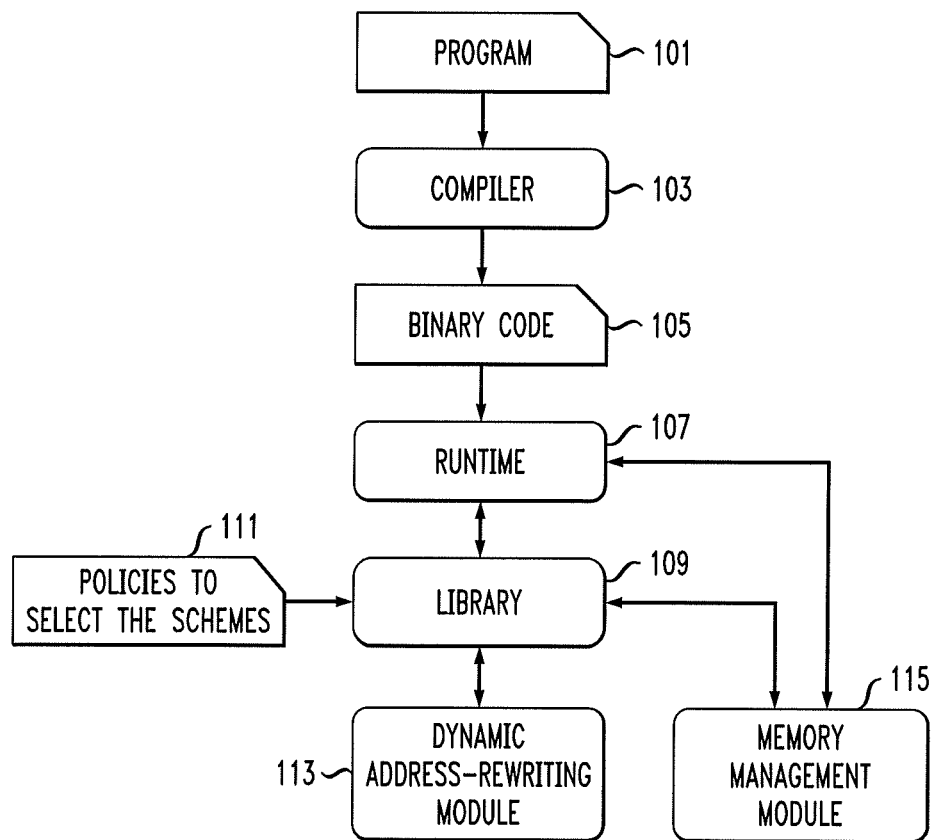 PROGRAM
101
COMPILER
103
BINARY CODE
105
107
RUNTIME
111
POLICIES TO
SELECT THE SCHEMES
109
LIBRARY
115
113
DYNAMIC
ADDRESS-REWRITING
MODULE
MEMORY
MANAGEMENT
MODULE